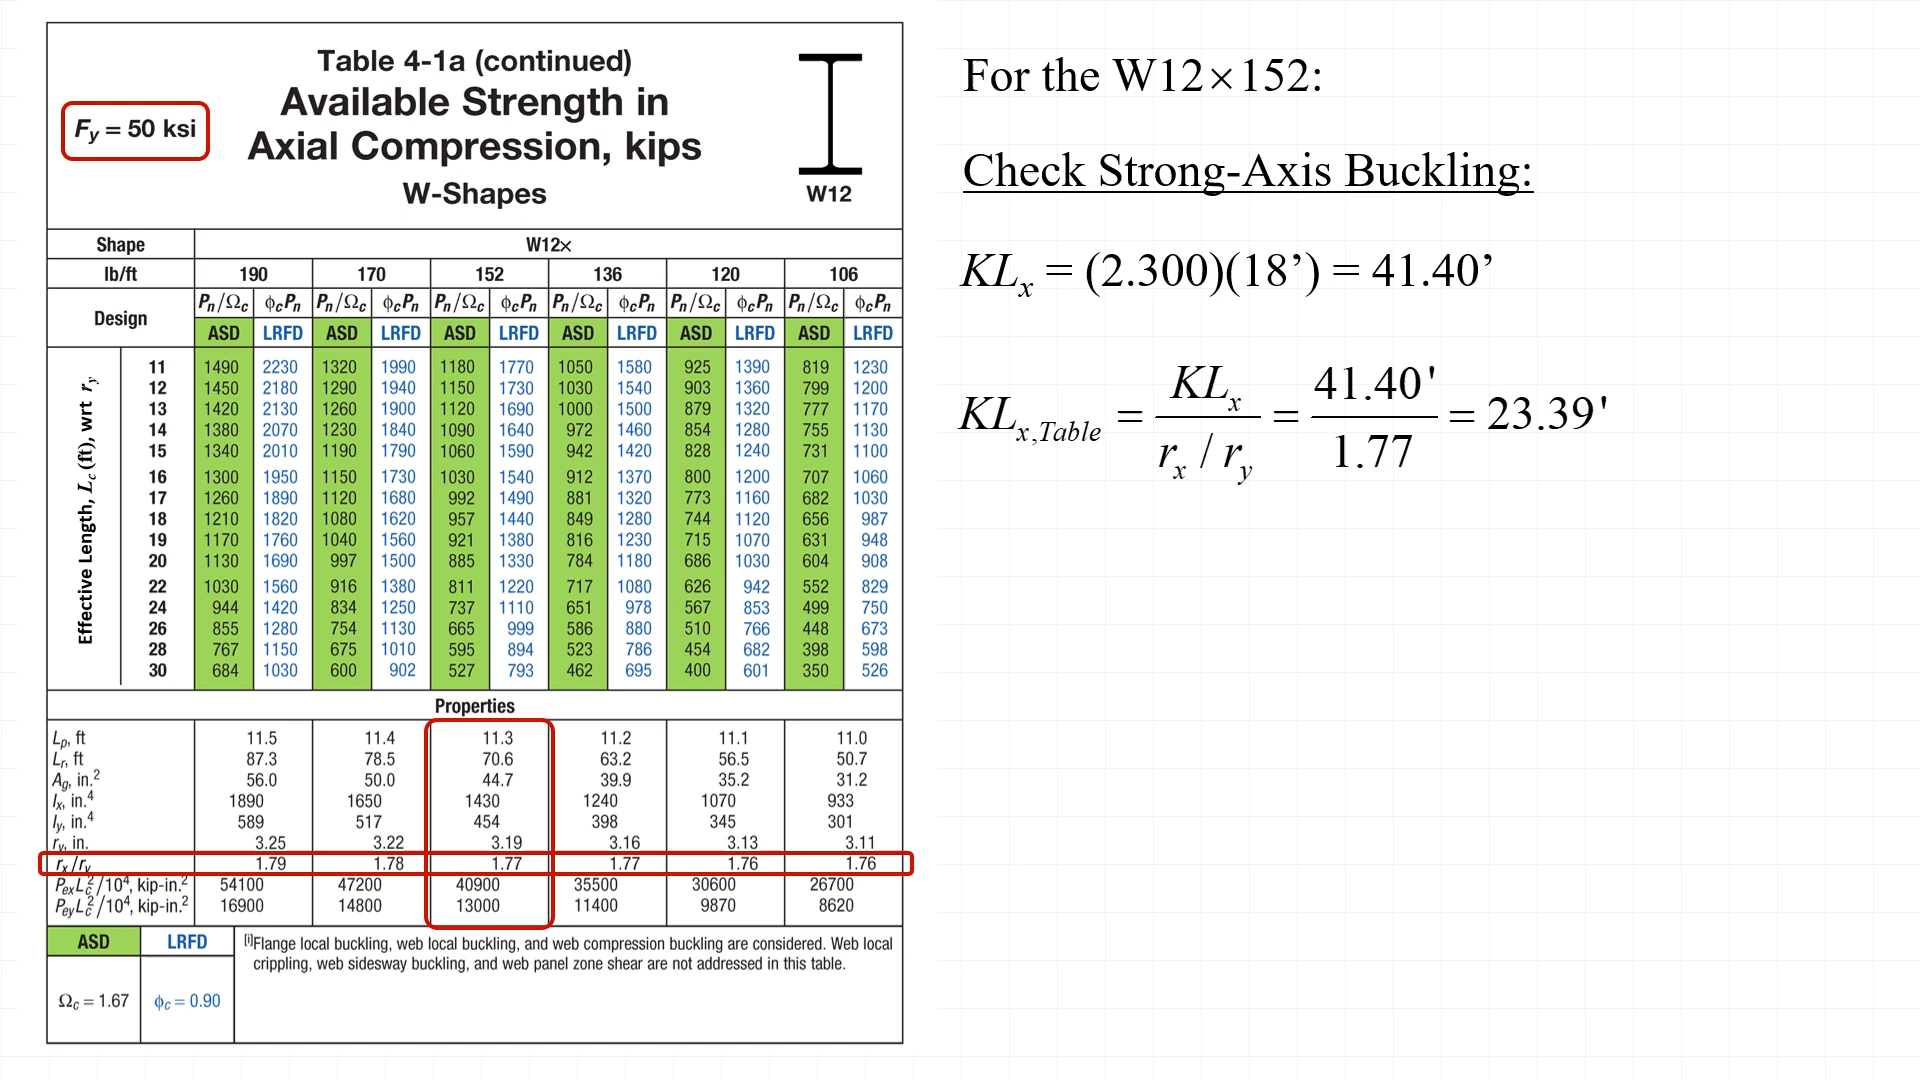 Table 4-1a (continued)
Available Strength in
Axial Compression, kips
W-Shapes
Fy = 50 ksi
W12
Shape W12×
lb/ft 190 170 152 136 120 106
Design Pn/Ωc ϕcPn Pn/Ωc ϕcPn Pn/Ωc ϕcPn Pn/Ωc ϕcPn Pn/Ωc ϕcPn Pn/Ωc ϕcPn
ASD LRFD ASD LRFD ASD LRFD ASD LRFD ASD LRFD ASD LRFD
Effective Length, Lc (ft), wrt ry
11 1490 2230 1320 1990 1180 1770 1050 1580 925 1390 819 1230
12 1450 2180 1290 1940 1150 1730 1030 1540 903 1360 799 1200
13 1420 2130 1260 1900 1120 1690 1000 1500 879 1320 777 1170
14 1380 2070 1230 1840 1090 1640 972 1460 854 1280 755 1130
15 1340 2010 1190 1790 1060 1590 942 1420 828 1240 731 1100
16 1300 1950 1150 1730 1030 1540 912 1370 800 1200 707 1060
17 1260 1890 1120 1680 992 1490 881 1320 773 1160 682 1030
18 1210 1820 1080 1620 957 1440 849 1280 744 1120 656 987
19 1170 1760 1040 1560 921 1380 816 1230 715 1070 631 948
20 1130 1690 997 1500 885 1330 784 1180 686 1030 604 908
22 1030 1560 916 1380 811 1220 717 1080 626 942 552 829
24 944 1420 834 1250 737 1110 651 978 567 853 499 750
26 855 1280 754 1130 665 999 586 880 510 766 448 673
28 767 1150 675 1010 595 894 523 786 454 682 398 598
30 684 1030 600 902 527 793 462 695 400 601 350 526
Properties
Lp, ft 11.5 11.4 11.3 11.2 11.1 11.0
Lr, ft 87.3 78.5 70.6 63.2 56.5 50.7
Ag, in.² 56.0 50.0 44.7 39.9 35.2 31.2
Ix, in.⁴ 1890 1650 1430 1240 1070 933
Iy, in.⁴ 589 517 454 398 345 301
ry, in. 3.25 3.22 3.19 3.16 3.13 3.11
rx/ry 1.79 1.78 1.77 1.77 1.76 1.76
PexLc²/10⁴, kip-in.² 54100 47200 40900 35500 30600 26700
PeyLc²/10⁴, kip-in.² 16900 14800 13000 11400 9870 8620
ASD LRFD
Ωc = 1.67 ϕc = 0.90
[i]Flange local buckling, web local buckling, and web compression buckling are considered. Web local
crippling, web sidesway buckling, and web panel zone shear are not addressed in this table.
For the W12×152:
Check Strong-Axis Buckling:
KLx = (2.300)(18’) = 41.40’
KLx,Table = KLx / (rx / ry) = 41.40' / 1.77 = 23.39'